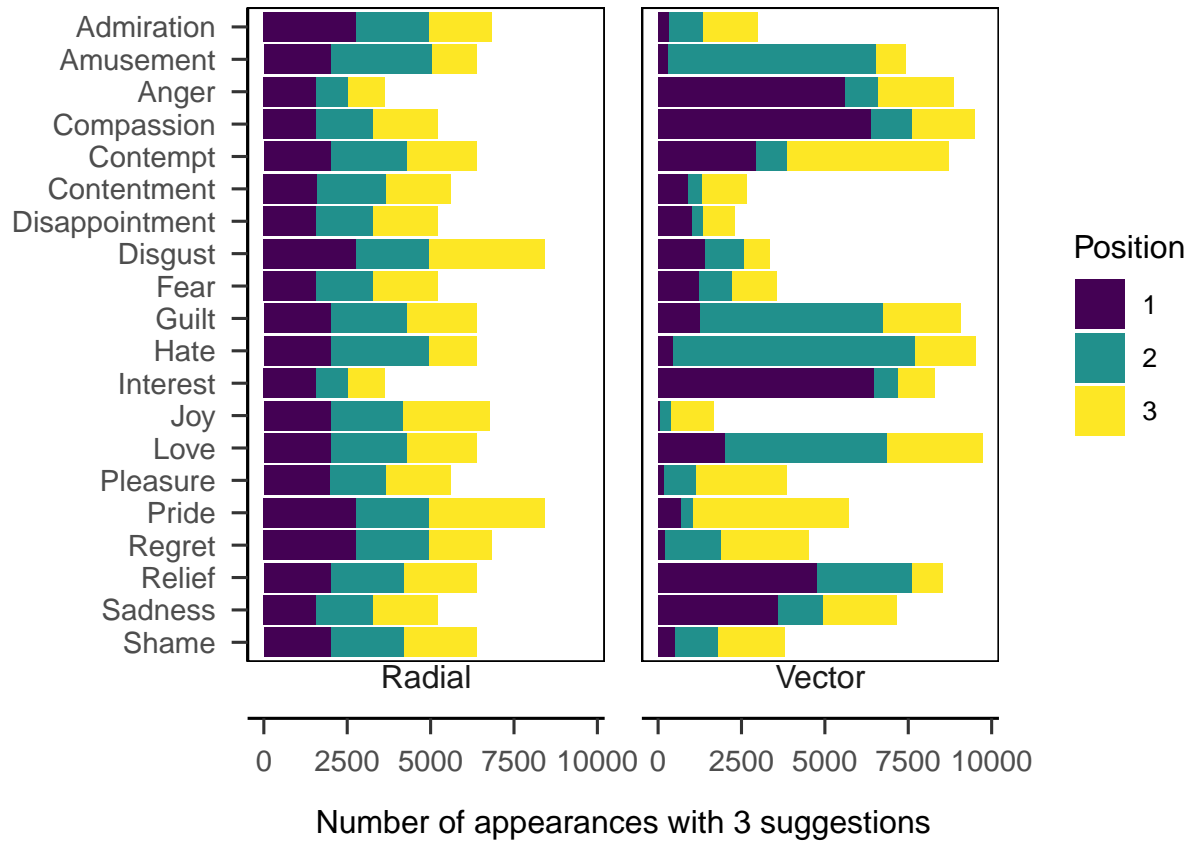 Admiration
Amusement
Anger
Compassion
Contempt
Contentment
Disappointment
Disgust
Fear
Guilt
Hate
Interest
Joy
Love
Pleasure
Pride
Regret
Relief
Sadness
Shame
Radial
Vector
0 2500 5000 7500 10000
0 2500 5000 7500 10000
Number of appearances with 3 suggestions
Position
1
2
3